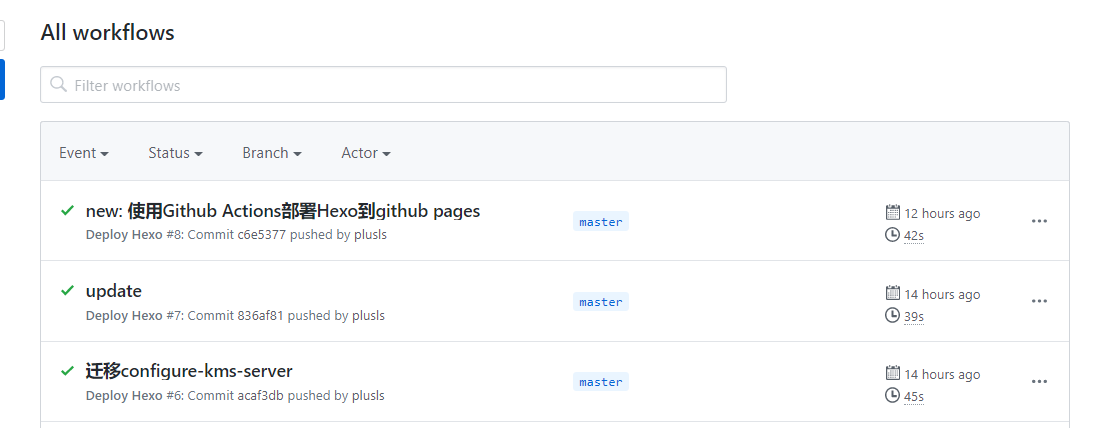 All workflows
Filter workflows
Event Status Branch Actor
new: 使用Github Actions部署Hexo到github pages
Deploy Hexo #8: Commit c6e5377 pushed by plusls
master
12 hours ago
42s
update
Deploy Hexo #7: Commit 836af81 pushed by plusls
master
14 hours ago
39s
迁移configure-kms-server
Deploy Hexo #6: Commit acaf3db pushed by plusls
master
14 hours ago
45s